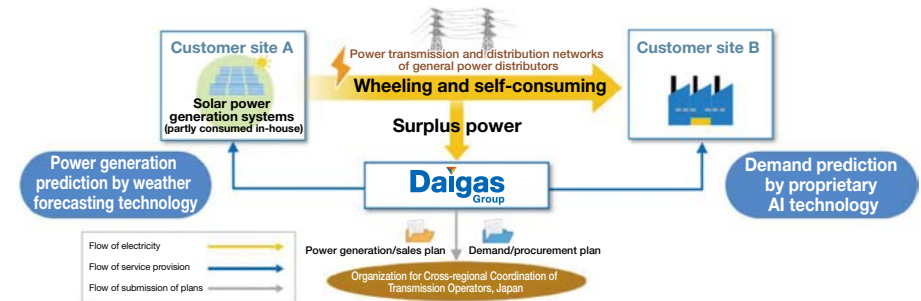 Customer site A
Solar power
generation systems
(partly consumed in-house)
Power transmission and distribution networks
of general power distributors
Wheeling and self-consuming
Surplus power
Customer site B
Power generation
prediction by weather
forecasting technology
Daigas
Group
Demand prediction
by proprietary
AI technology
Flow of electricity
Flow of service provision
Flow of submission of plans
Power generation/sales plan
Demand/procurement plan
Organization for Cross-regional Coordination of
Transmission Operators, Japan